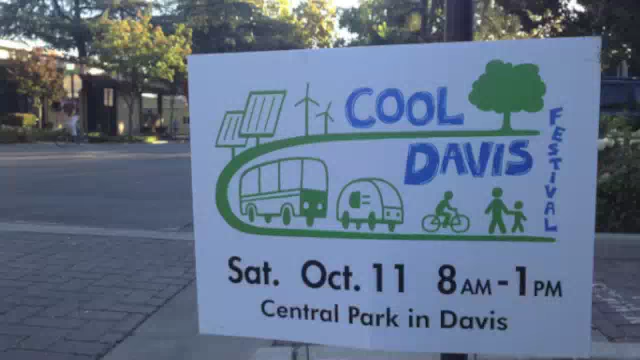 COOL
DAVIS
FESTIVAL
Sat. Oct. 11 8AM-1PM
Central Park in Davis